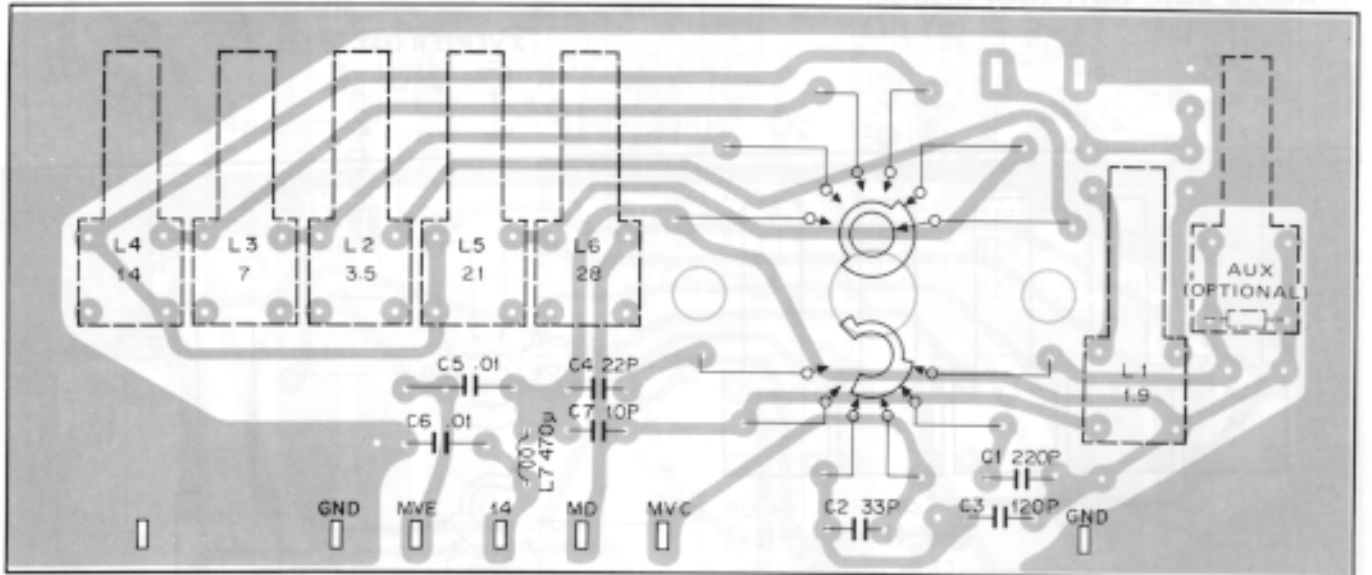 L4
14
L3
7
L2
3.5
L5
21
L6
28
AUX
(OPTIONAL)
L1
1.9
C5 .01
C4 22P
C7 10P
C6 .01
L7 470μ
C1 220P
C2 33P
C3 120P
GND
MVE
14
MD
MVC
GND